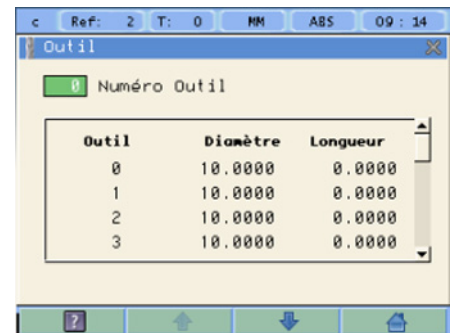 c Ref: 2 T: 0 MM ABS 09 : 14
Outil
0 Numéro Outil
Outil Diamètre Longueur
0 10.0000 0.0000
1 10.0000 0.0000
2 10.0000 0.0000
3 10.0000 0.0000
?